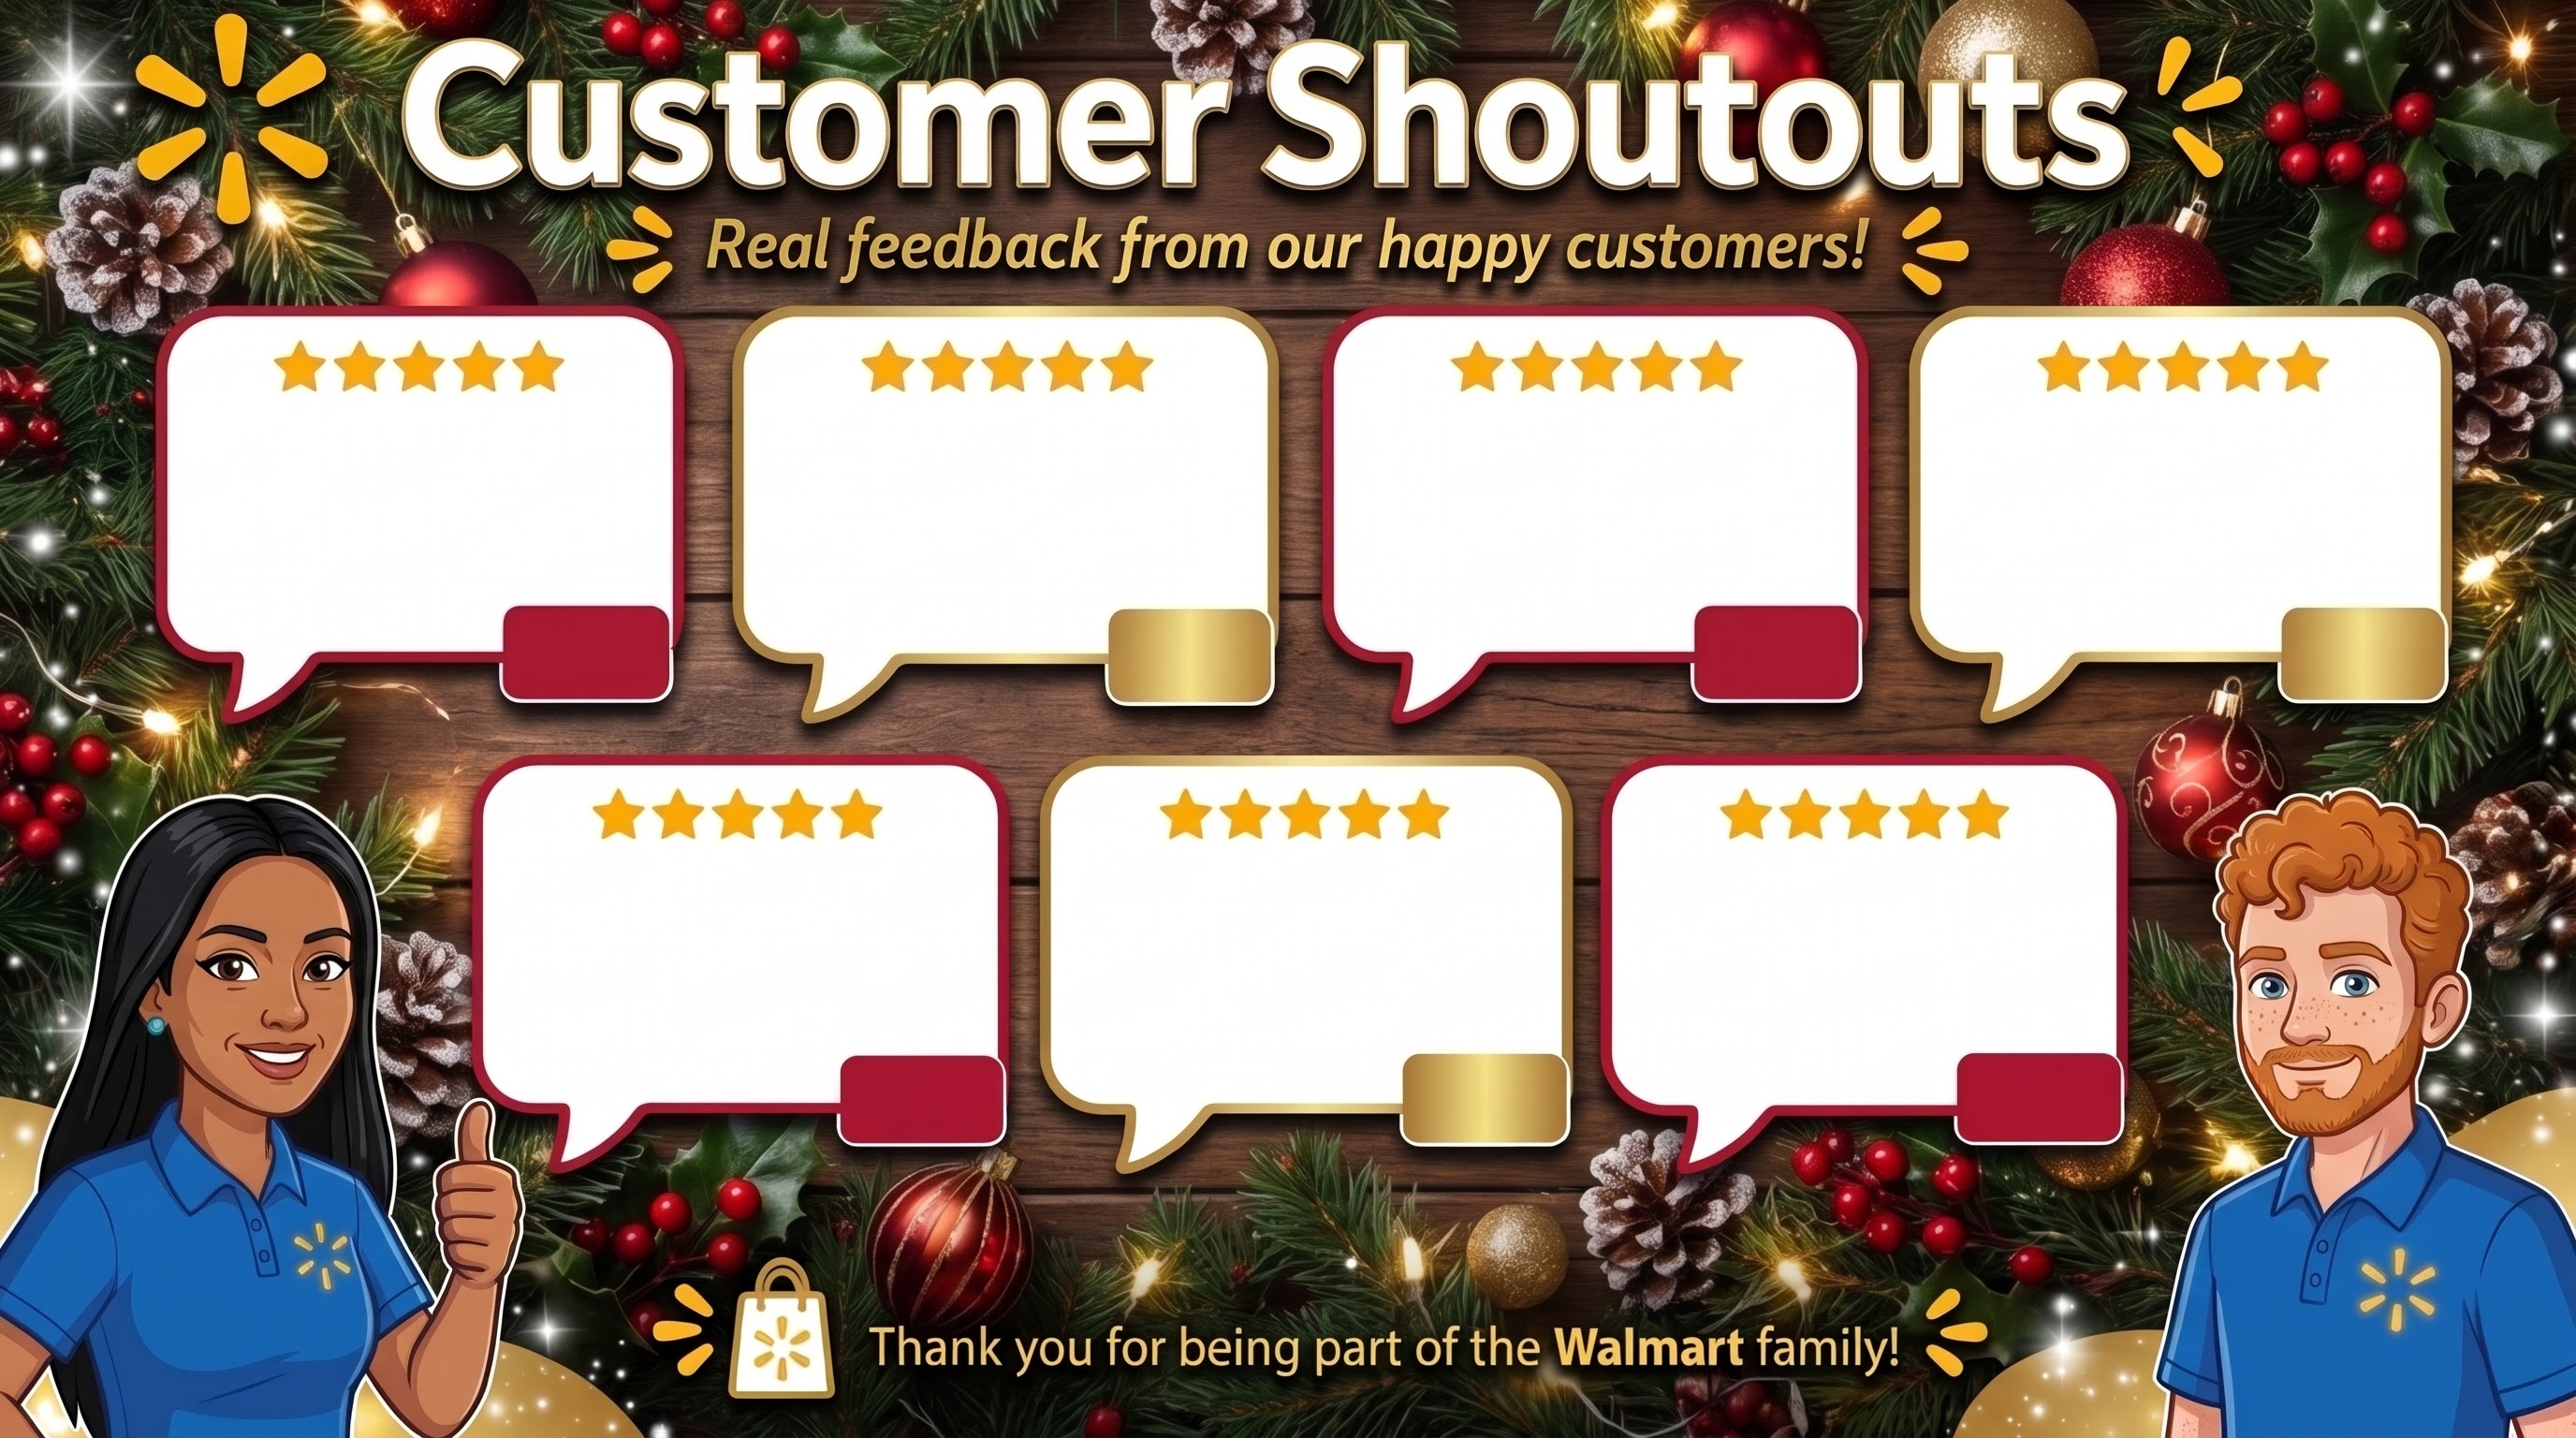 Customer Shoutouts
Real feedback from our happy customers!
Thank you for being part of the Walmart family!